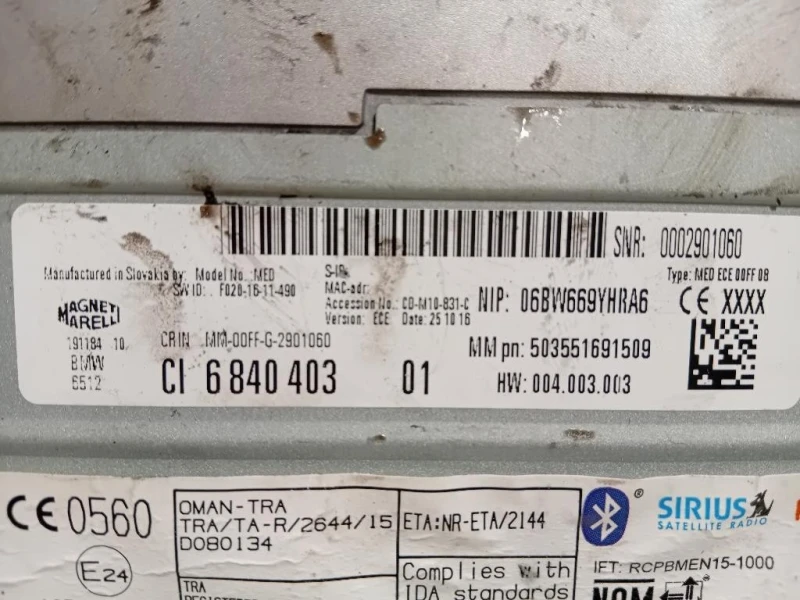 SNR: 0002901060
Manufactured in Slovakia by: Model No.: MED
SW ID: F020-16-11-490
S-IP:
MAC-adr:
Accession No.: CD-M10-831-C
Version: ECE Date: 25 10 16
NIP: 06BW669YHRA6
Type: MED ECE 00FF 08
CE XXXX
MAGNETI
MARELLI
191184 10
BMW
6512
CRIN MM-00FF-G-2901060
CI 6 840 403 01
MM pn: 503551691509
HW: 004.003.003
CE 0560
E24
OMAN-TRA
TRA/TA-R/2644/15
D080134
TRA
ETA:NR-ETA/2144
Complies with
IDA standards
®
SIRIUS
SATELLITE RADIO
IFT: RCPBMEN15-1000
NOM